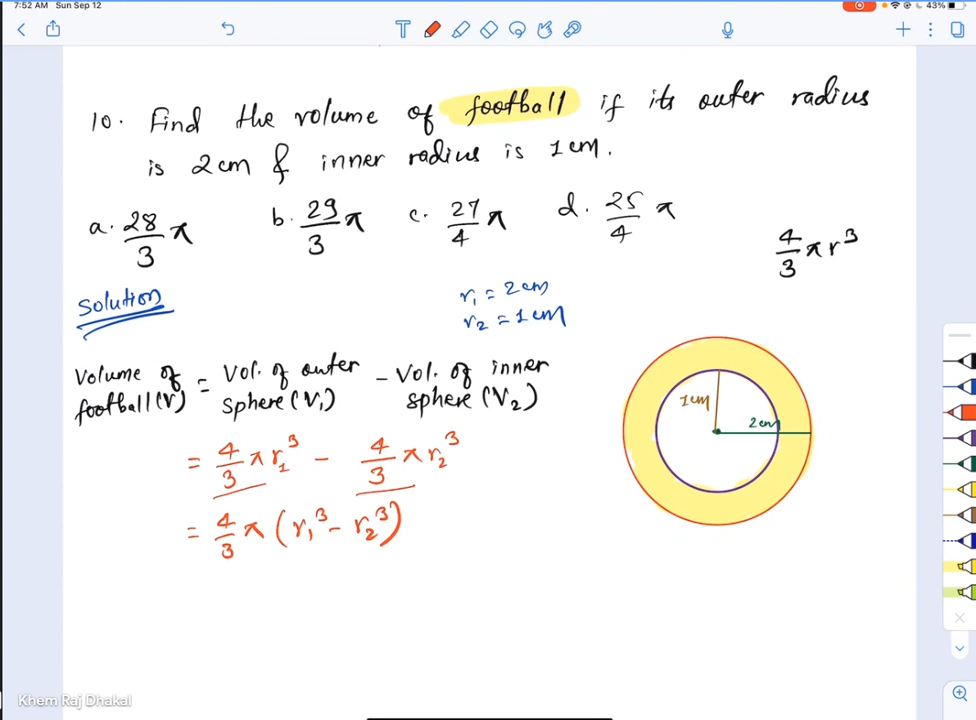 7:52 AM Sun Sep 12
43%
10. Find the volume of football if its outer radius
is 2cm & inner radius is 1cm.
a. 28/3 π b. 29/3 π c. 27/4 π d. 25/4 π
4/3 πr³
Solution
r₁ = 2cm
r₂ = 1cm
Volume of football(V) = Vol. of outer sphere (V₁) - Vol. of inner sphere (V₂)
= 4/3 πr₁³ - 4/3 πr₂³
= 4/3 π (r₁³ - r₂³)
1cm
2cm
Khem Raj Dhakal